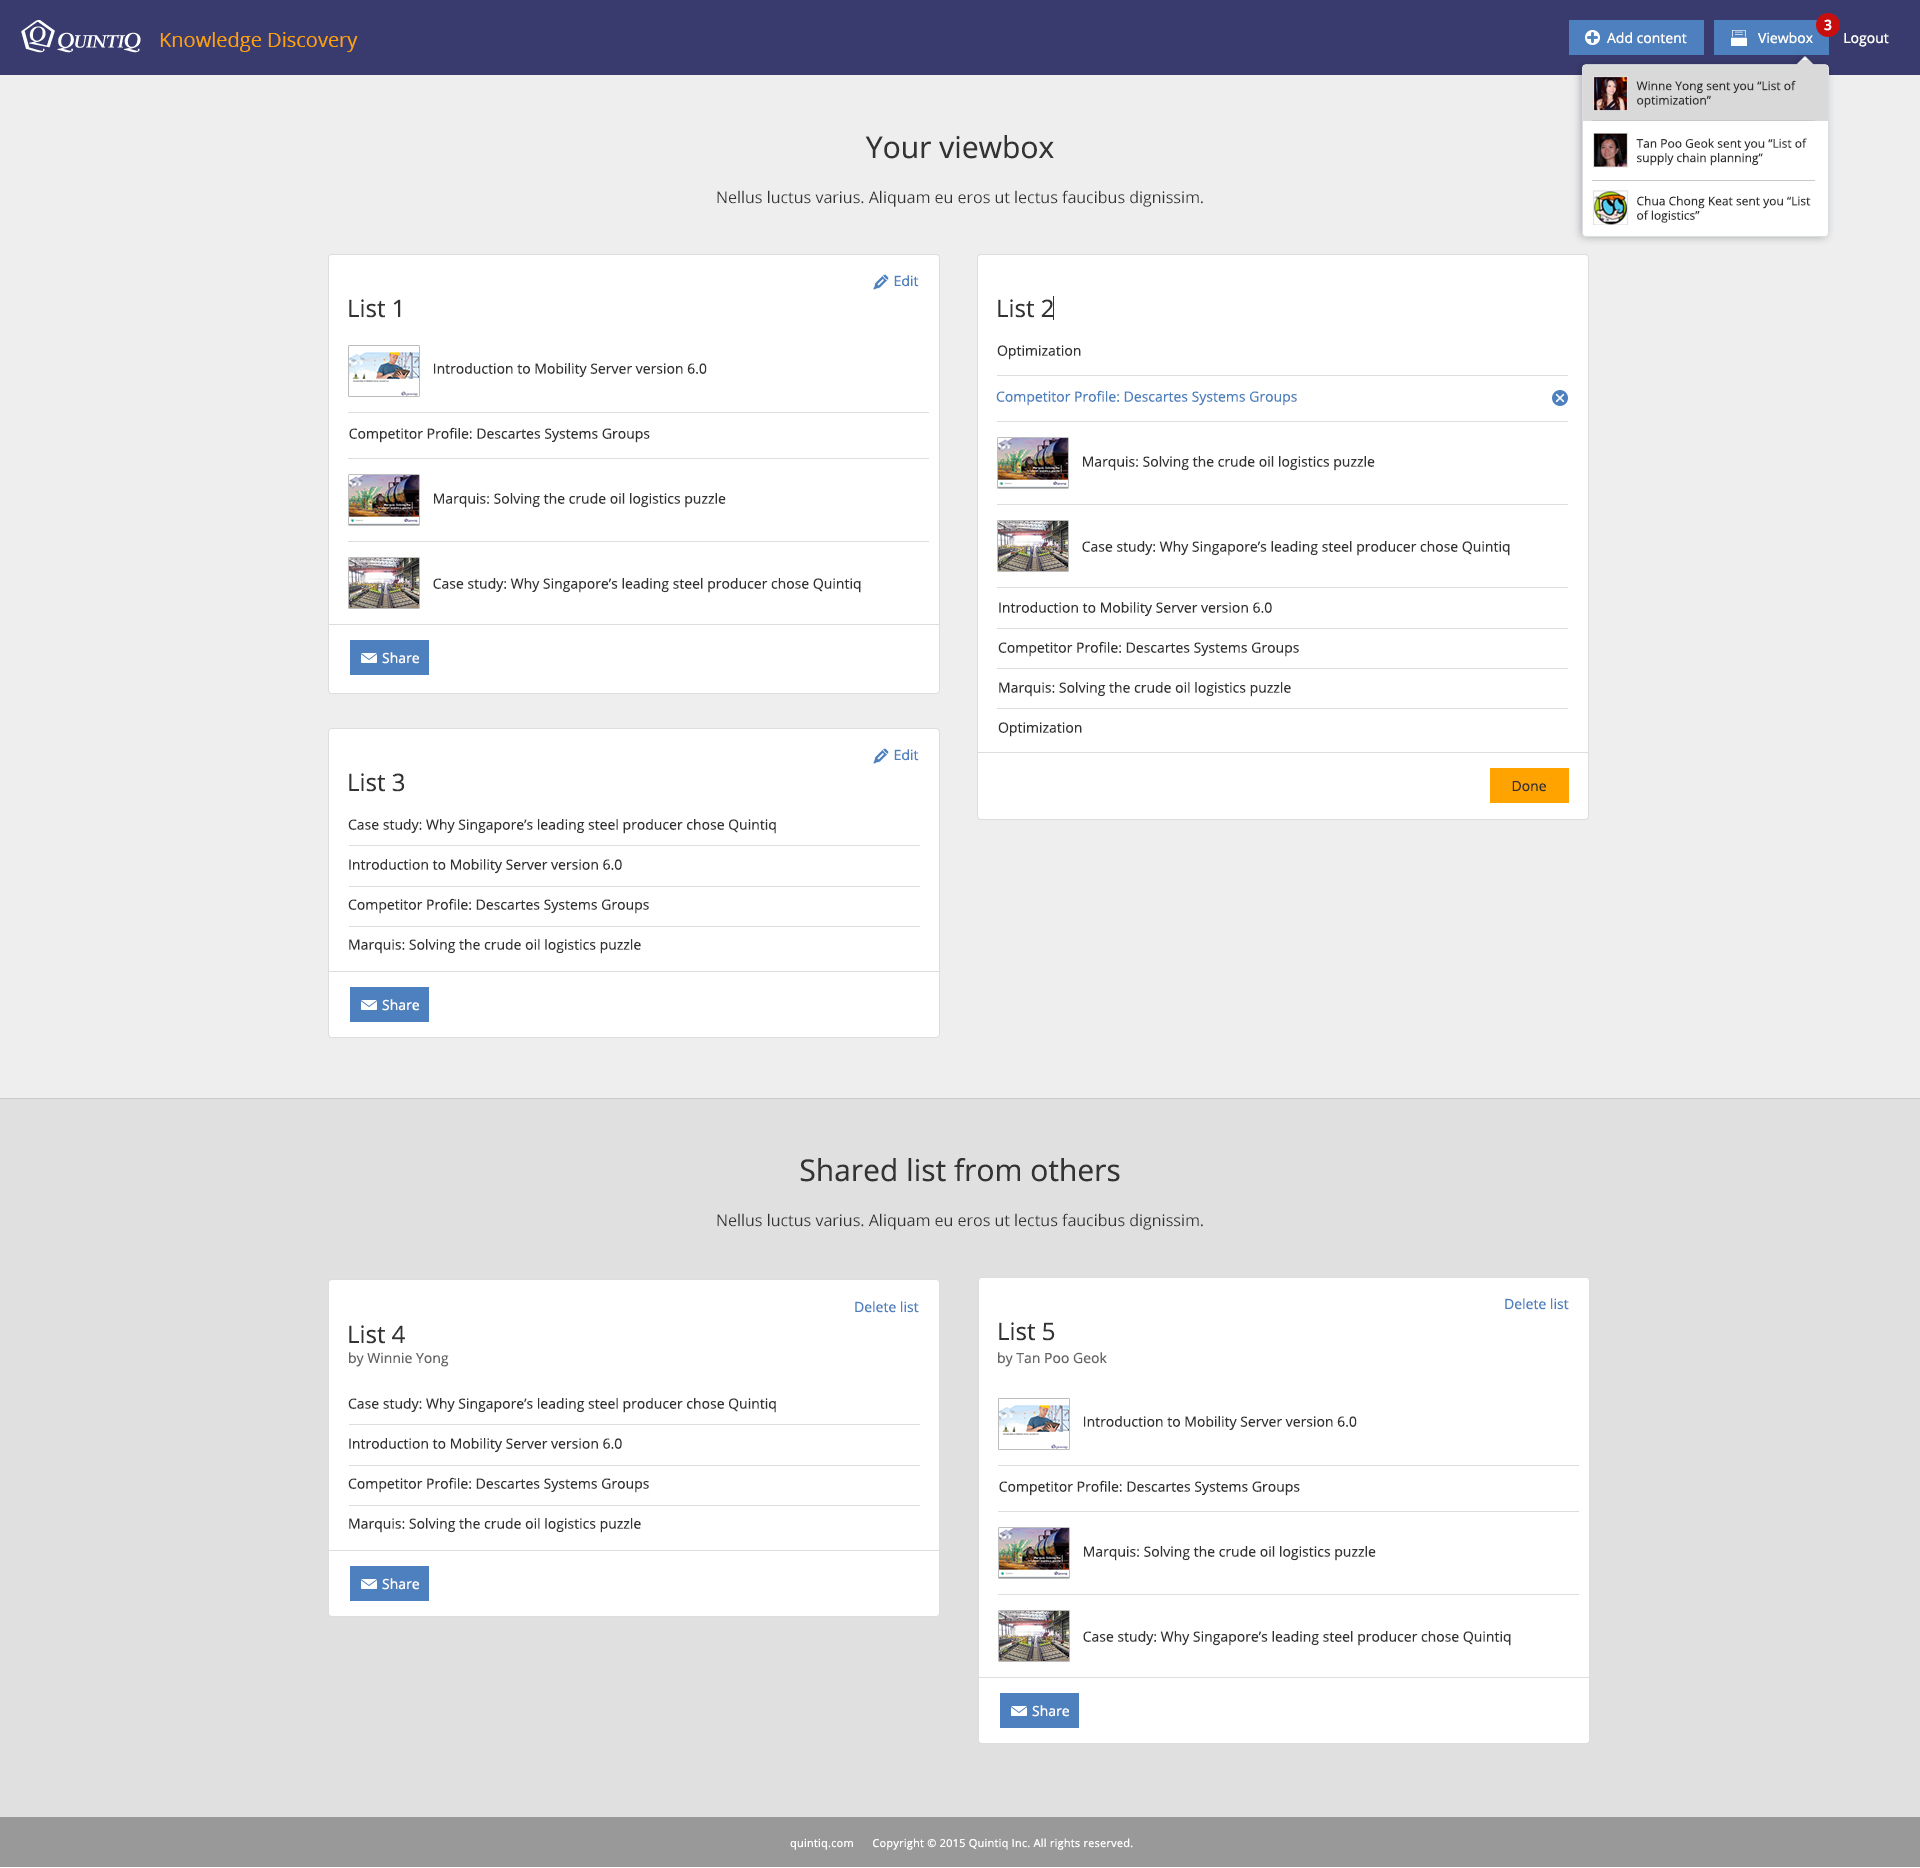 QUINTIQ Knowledge Discovery
Add content
Viewbox
3
Logout
Winne Yong sent you “List of
optimization”
Tan Poo Geok sent you “List of
supply chain planning”
Chua Chong Keat sent you “List
of logistics”
Your viewbox
Nellus luctus varius. Aliquam eu eros ut lectus faucibus dignissim.
Edit
List 1
Introduction to Mobility Server version 6.0
Competitor Profile: Descartes Systems Groups
Marquis: Solving the crude oil logistics puzzle
Case study: Why Singapore’s leading steel producer chose Quintiq
Share
List 2
Optimization
Competitor Profile: Descartes Systems Groups
Marquis: Solving the crude oil logistics puzzle
Case study: Why Singapore’s leading steel producer chose Quintiq
Introduction to Mobility Server version 6.0
Competitor Profile: Descartes Systems Groups
Marquis: Solving the crude oil logistics puzzle
Optimization
Done
Edit
List 3
Case study: Why Singapore’s leading steel producer chose Quintiq
Introduction to Mobility Server version 6.0
Competitor Profile: Descartes Systems Groups
Marquis: Solving the crude oil logistics puzzle
Share
Shared list from others
Nellus luctus varius. Aliquam eu eros ut lectus faucibus dignissim.
Delete list
List 4
by Winnie Yong
Case study: Why Singapore’s leading steel producer chose Quintiq
Introduction to Mobility Server version 6.0
Competitor Profile: Descartes Systems Groups
Marquis: Solving the crude oil logistics puzzle
Share
Delete list
List 5
by Tan Poo Geok
Introduction to Mobility Server version 6.0
Competitor Profile: Descartes Systems Groups
Marquis: Solving the crude oil logistics puzzle
Case study: Why Singapore’s leading steel producer chose Quintiq
Share
quintiq.com Copyright © 2015 Quintiq Inc. All rights reserved.